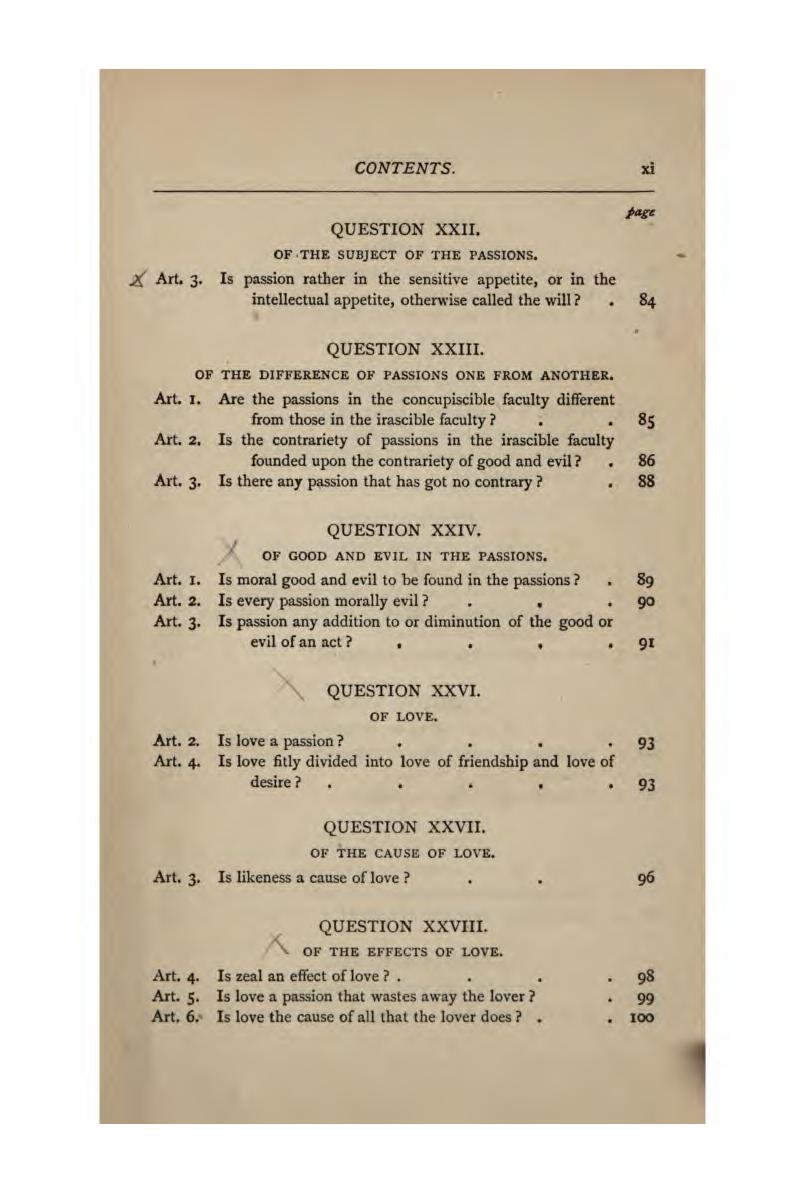 CONTENTS. xi
page
QUESTION XXII.
OF THE SUBJECT OF THE PASSIONS.
Art. 3. Is passion rather in the sensitive appetite, or in the
intellectual appetite, otherwise called the will ? . 84
QUESTION XXIII.
OF THE DIFFERENCE OF PASSIONS ONE FROM ANOTHER.
Art. 1. Are the passions in the concupiscible faculty different
from those in the irascible faculty ? . . 85
Art. 2. Is the contrariety of passions in the irascible faculty
founded upon the contrariety of good and evil ? . 86
Art. 3. Is there any passion that has got no contrary ? . 88
QUESTION XXIV.
OF GOOD AND EVIL IN THE PASSIONS.
Art. 1. Is moral good and evil to be found in the passions ? . 89
Art. 2. Is every passion morally evil ? . . . 90
Art. 3. Is passion any addition to or diminution of the good or
evil of an act ? . . . . 91
QUESTION XXVI.
OF LOVE.
Art. 2. Is love a passion ? . . . . 93
Art. 4. Is love fitly divided into love of friendship and love of
desire ? . . . . . 93
QUESTION XXVII.
OF THE CAUSE OF LOVE.
Art. 3. Is likeness a cause of love ? . . 96
QUESTION XXVIII.
OF THE EFFECTS OF LOVE.
Art. 4. Is zeal an effect of love ? . . . . 98
Art. 5. Is love a passion that wastes away the lover ? . 99
Art. 6. Is love the cause of all that the lover does ? . . 100